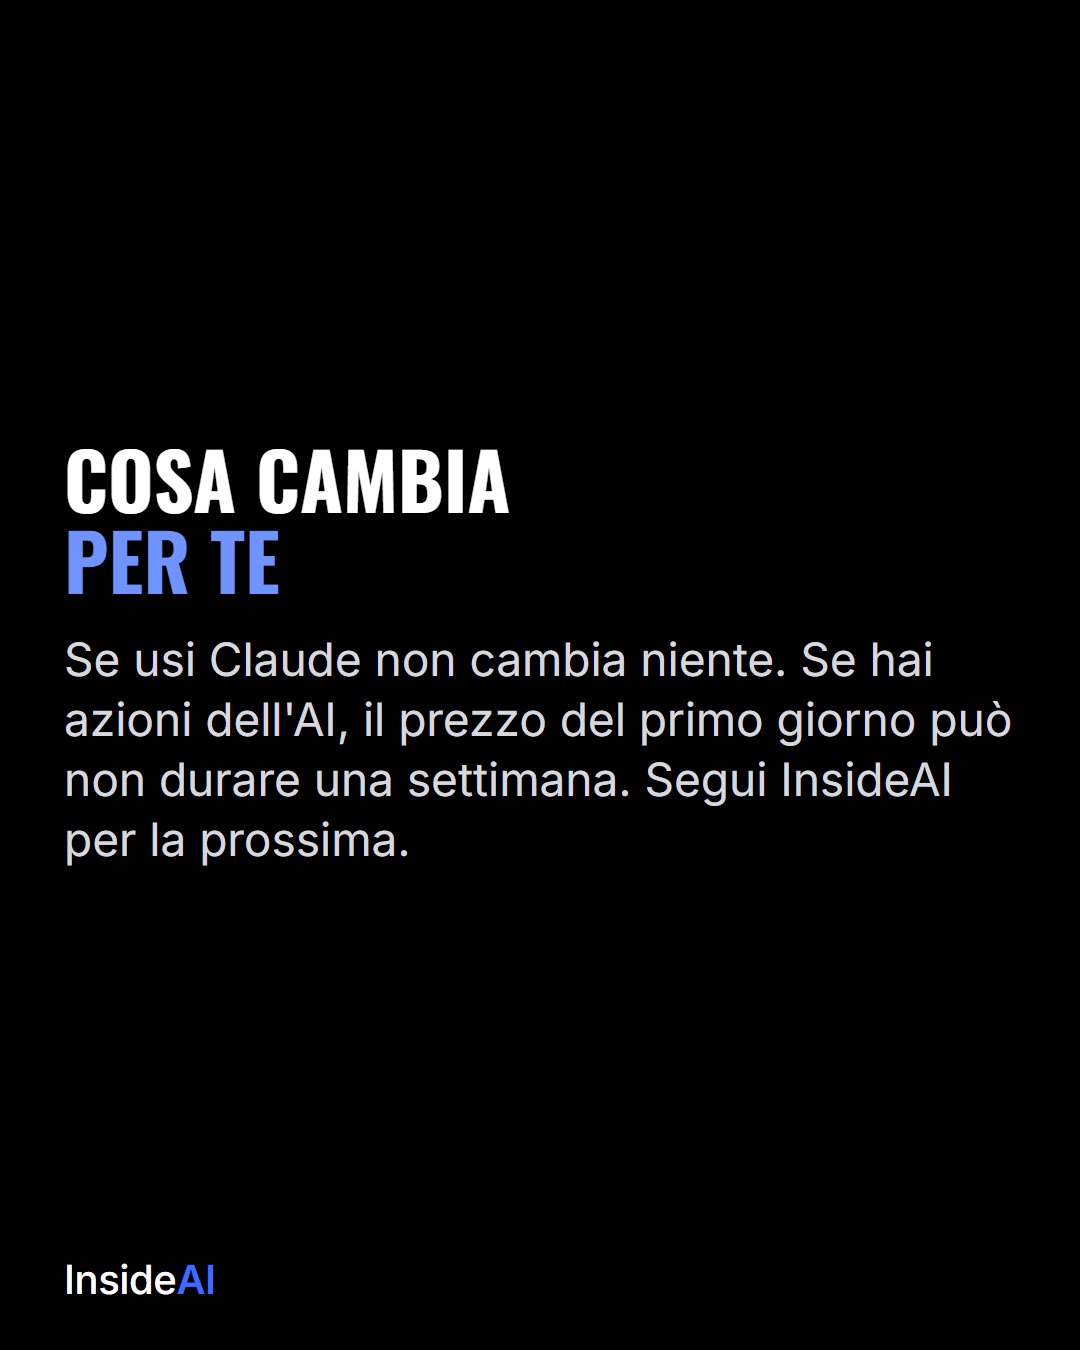 COSA CAMBIA
PER TE
Se usi Claude non cambia niente. Se hai
azioni dell'AI, il prezzo del primo giorno può
non durare una settimana. Segui InsideAI
per la prossima.
InsideAI